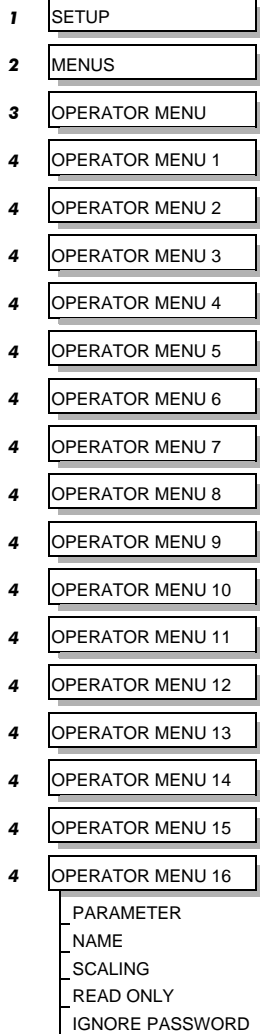 1 SETUP
2 MENUS
3 OPERATOR MENU
4 OPERATOR MENU 1
4 OPERATOR MENU 2
4 OPERATOR MENU 3
4 OPERATOR MENU 4
4 OPERATOR MENU 5
4 OPERATOR MENU 6
4 OPERATOR MENU 7
4 OPERATOR MENU 8
4 OPERATOR MENU 9
4 OPERATOR MENU 10
4 OPERATOR MENU 11
4 OPERATOR MENU 12
4 OPERATOR MENU 13
4 OPERATOR MENU 14
4 OPERATOR MENU 15
4 OPERATOR MENU 16
PARAMETER
NAME
SCALING
READ ONLY
IGNORE PASSWORD